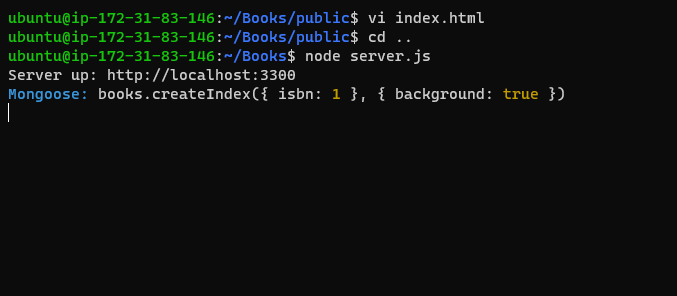 ubuntu@ip-172-31-83-146:~/Books/public$ vi index.html
ubuntu@ip-172-31-83-146:~/Books/public$ cd ..
ubuntu@ip-172-31-83-146:~/Books$ node server.js
Server up: http://localhost:3300
Mongoose: books.createIndex({ isbn: 1 }, { background: true })